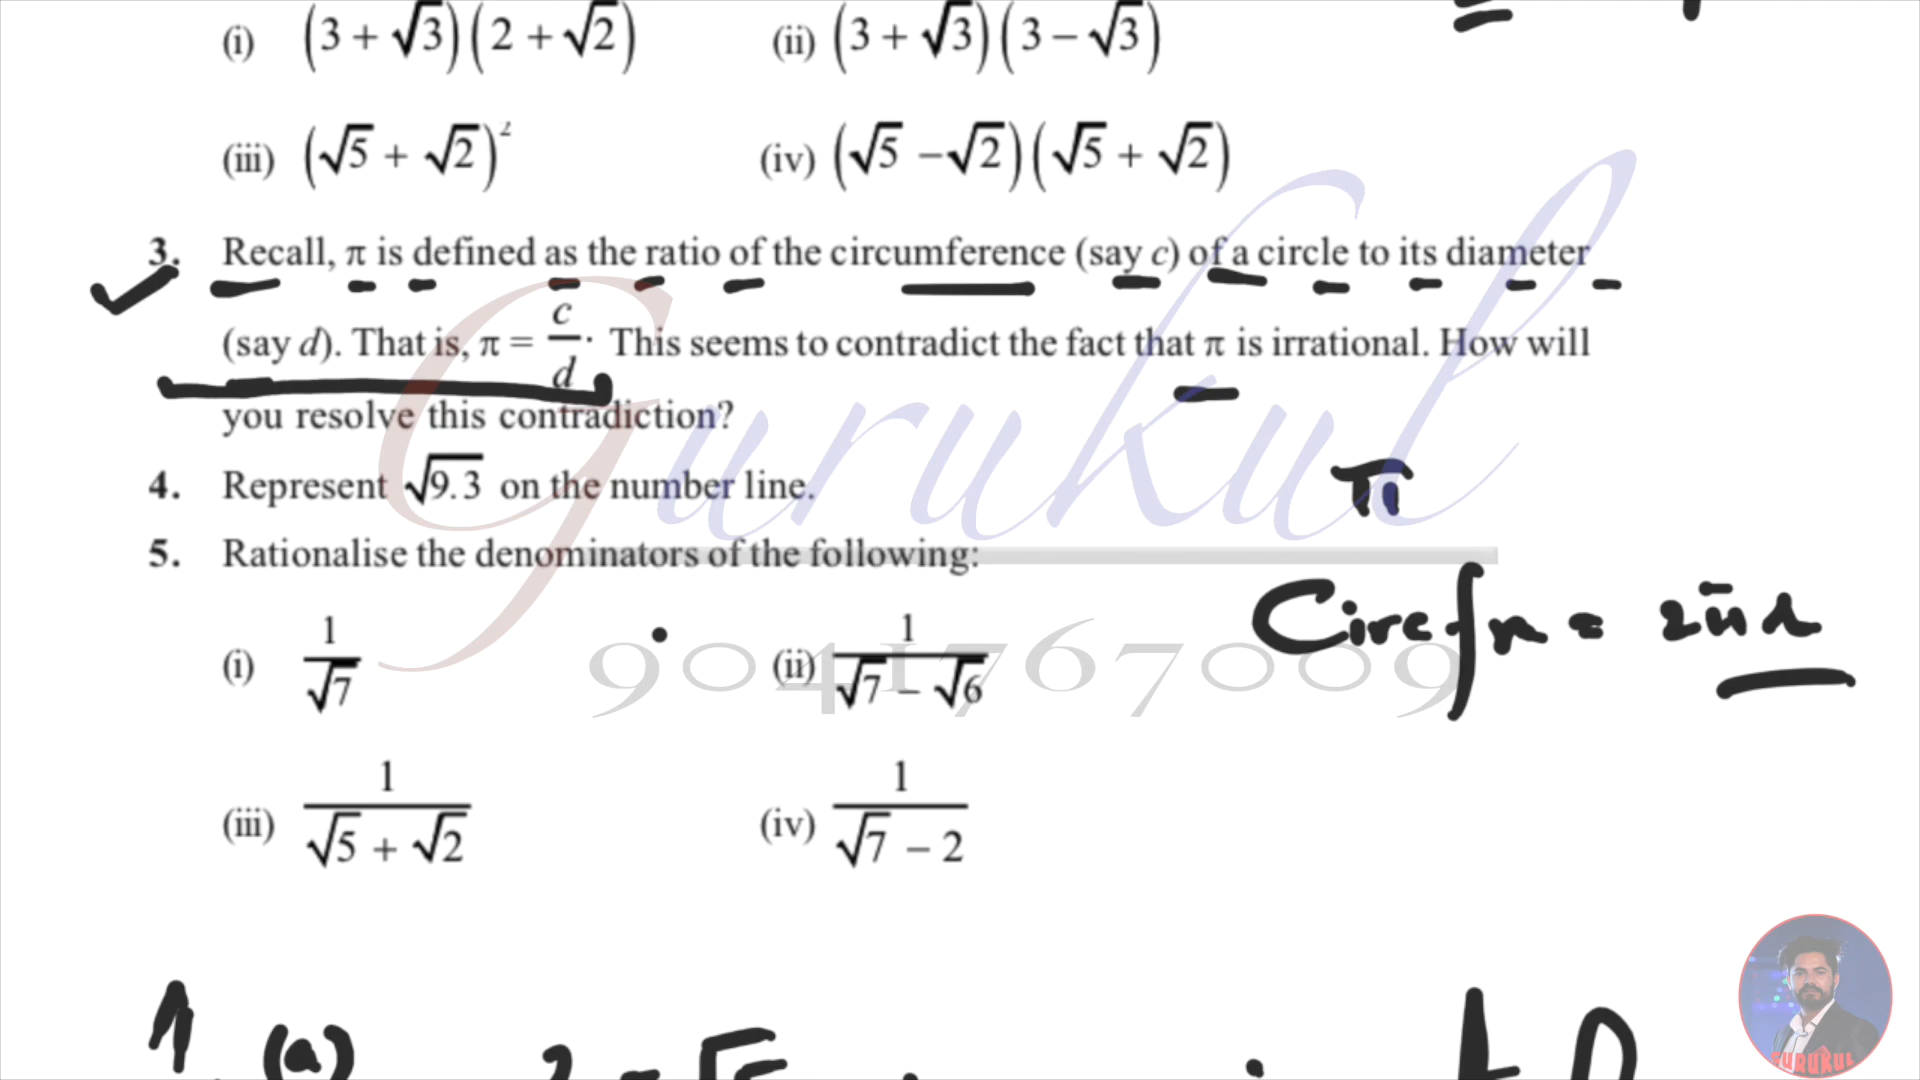 (i) (3 + √3)(2 + √2) (ii) (3 + √3)(3 − √3)
(iii) (√5 + √2)² (iv) (√5 − √2)(√5 + √2)
3. Recall, π is defined as the ratio of the circumference (say c) of a circle to its diameter
(say d). That is, π = c/d. This seems to contradict the fact that π is irrational. How will
you resolve this contradiction?
4. Represent √9.3 on the number line.
π
5. Rationalise the denominators of the following:
Gurukul
(i) 1/√7 (ii) 1/(√7 − √6)
9041767009
= 2πr
(iii) 1/(√5 + √2) (iv) 1/(√7 − 2)
1. (a)
GURUKUL